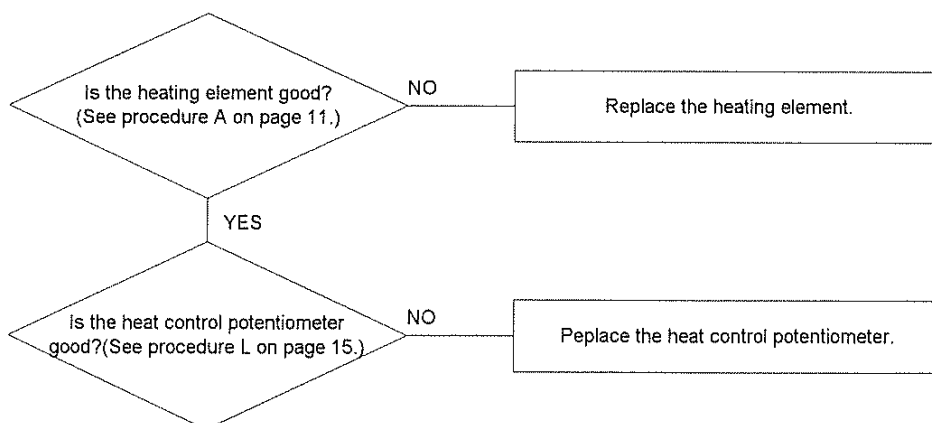 Is the heating element good?
(See procedure A on page 11.)
NO
Replace the heating element.
YES
Is the heat control potentiometer
good?(See procedure L on page 15.)
NO
Peplace the heat control potentiometer.